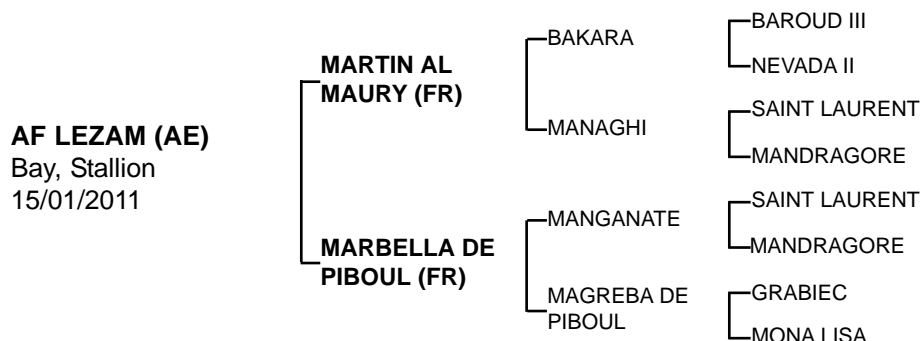 AF LEZAM (AE)
Bay, Stallion
15/01/2011
MARTIN AL
MAURY (FR)
MARBELLA DE
PIBOUL (FR)
BAKARA
MANAGHI
MANGANATE
MAGREBA DE
PIBOUL
BAROUD III
NEVADA II
SAINT LAURENT
MANDRAGORE
SAINT LAURENT
MANDRAGORE
GRABIEC
MONA LISA